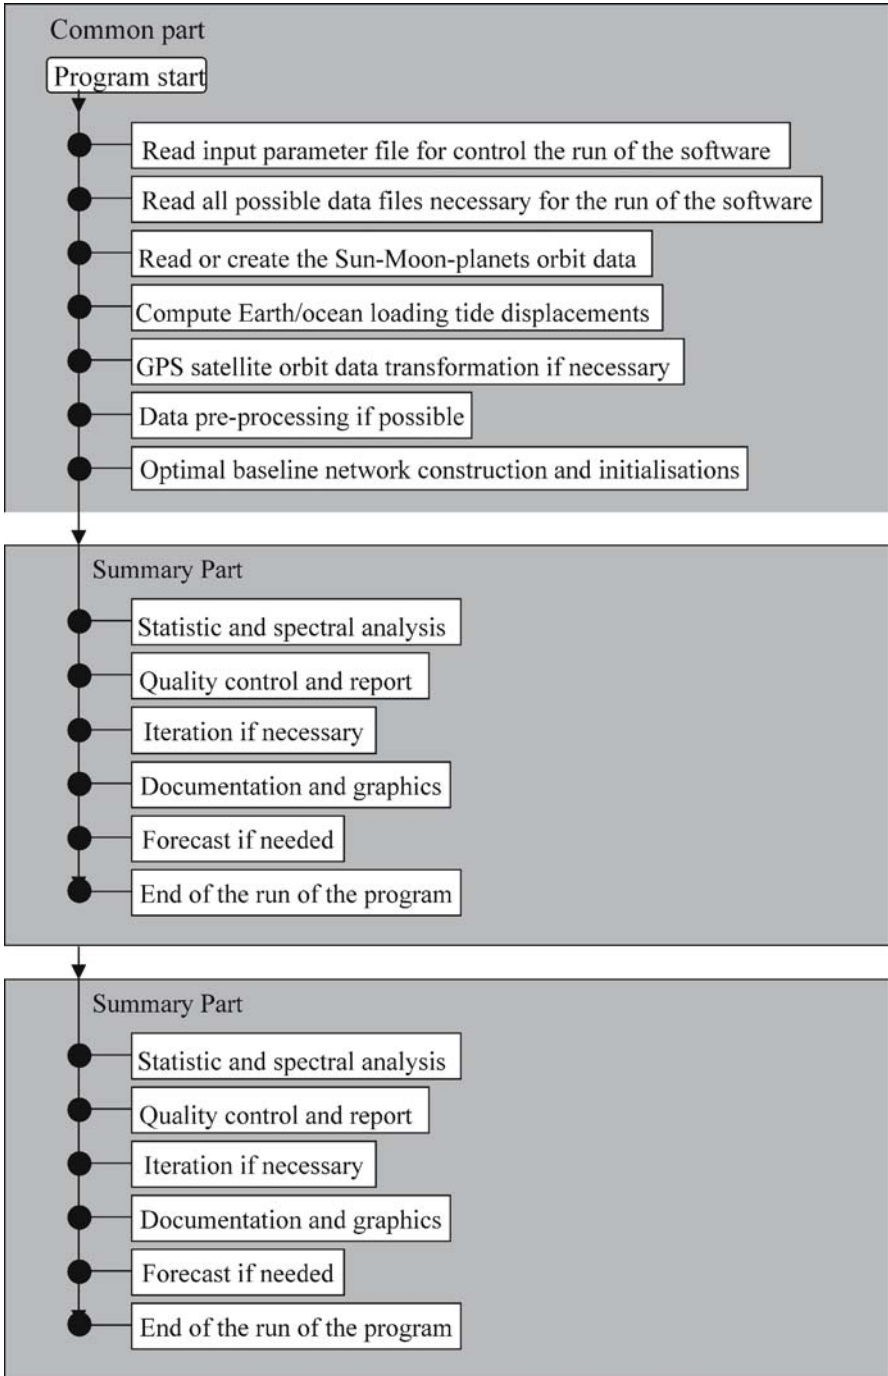 Common part
Program start
Read input parameter file for control the run of the software
Read all possible data files necessary for the run of the software
Read or create the Sun-Moon-planets orbit data
Compute Earth/ocean loading tide displacements
GPS satellite orbit data transformation if necessary
Data pre-processing if possible
Optimal baseline network construction and initialisations
Summary Part
Statistic and spectral analysis
Quality control and report
Iteration if necessary
Documentation and graphics
Forecast if needed
End of the run of the program
Summary Part
Statistic and spectral analysis
Quality control and report
Iteration if necessary
Documentation and graphics
Forecast if needed
End of the run of the program